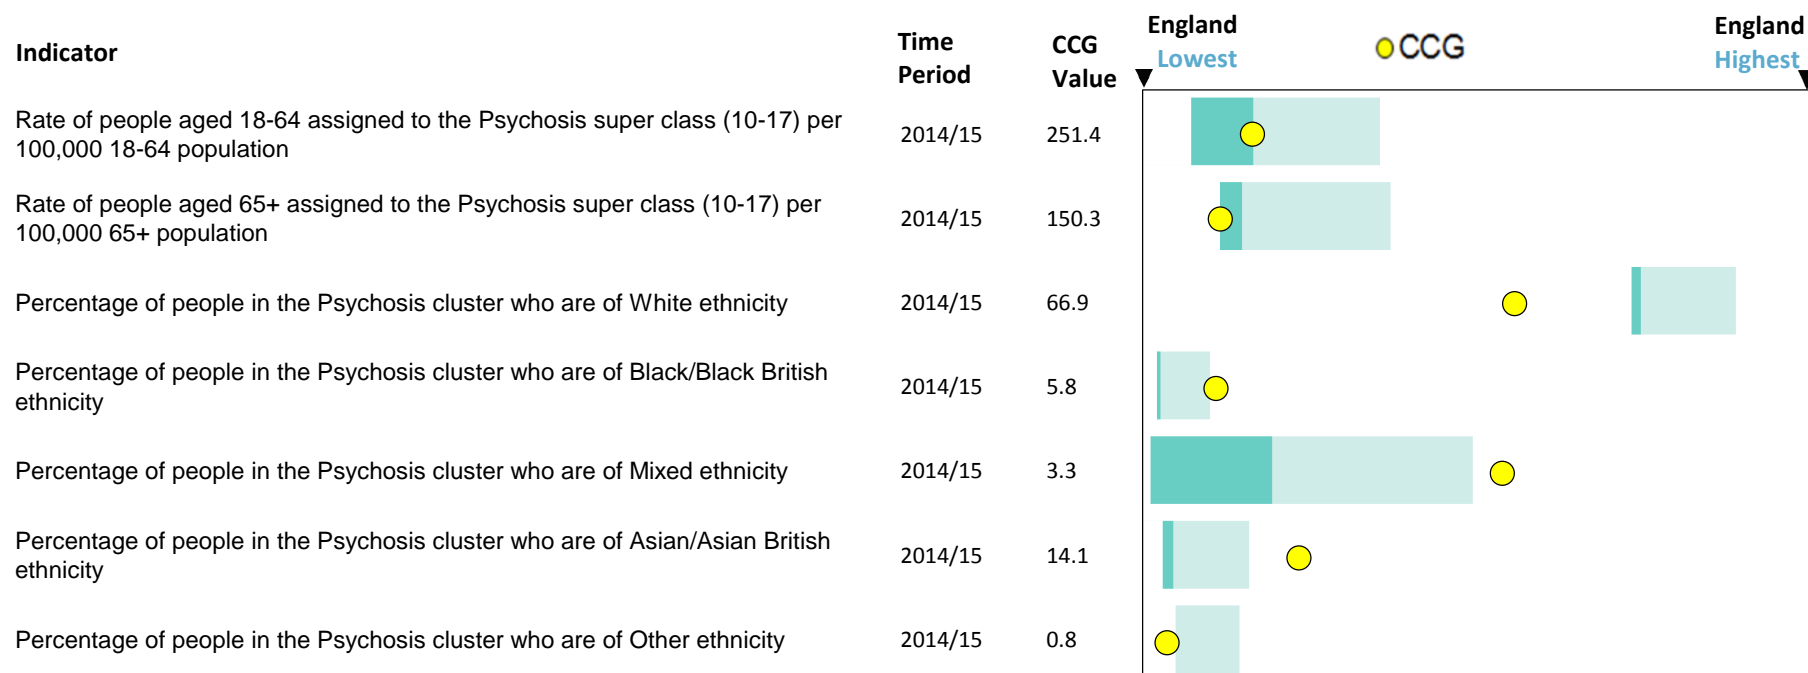 Indicator
Time Period
CCG Value
England Lowest
CCG
England Highest
Rate of people aged 18-64 assigned to the Psychosis super class (10-17) per
100,000 18-64 population
2014/15
251.4
Rate of people aged 65+ assigned to the Psychosis super class (10-17) per
100,000 65+ population
2014/15
150.3
Percentage of people in the Psychosis cluster who are of White ethnicity
2014/15
66.9
Percentage of people in the Psychosis cluster who are of Black/Black British
ethnicity
2014/15
5.8
Percentage of people in the Psychosis cluster who are of Mixed ethnicity
2014/15
3.3
Percentage of people in the Psychosis cluster who are of Asian/Asian British
ethnicity
2014/15
14.1
Percentage of people in the Psychosis cluster who are of Other ethnicity
2014/15
0.8